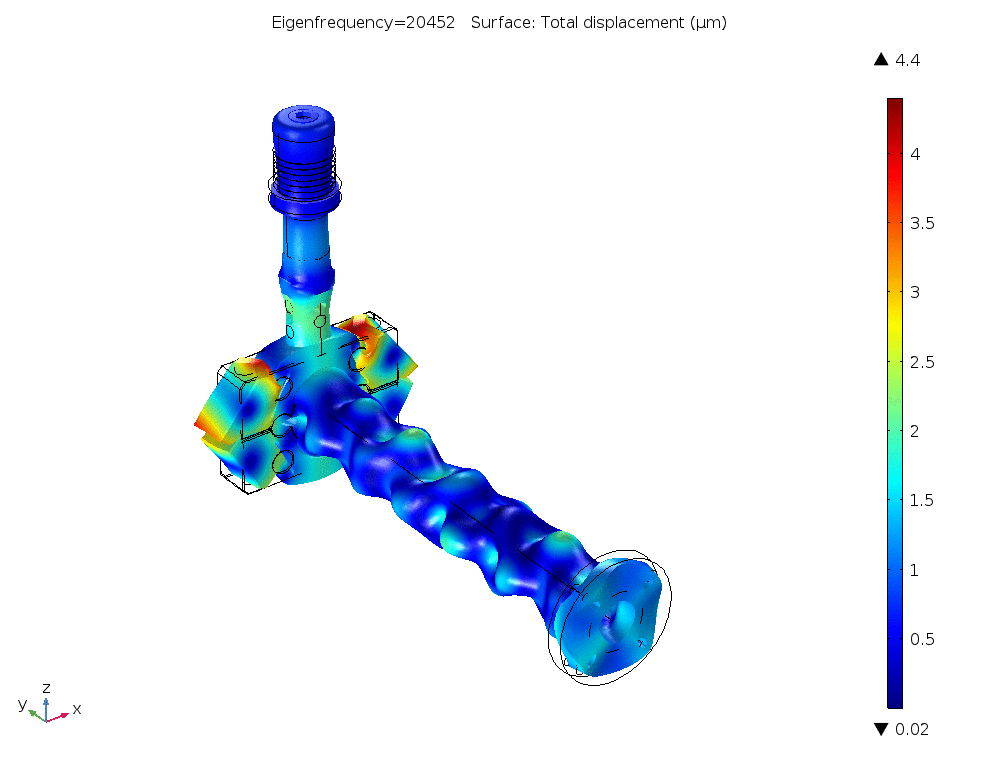 Eigenfrequency=20452   Surface: Total displacement (µm)
▲ 4.4
4
3.5
3
2.5
2
1.5
1
0.5
▼ 0.02
z
y
x